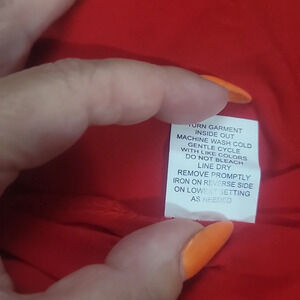 TURN GARMENT
INSIDE OUT
MACHINE WASH COLD
GENTLE CYCLE
WITH LIKE COLORS
DO NOT BLEACH
LINE DRY
REMOVE PROMPTLY
IRON ON REVERSE SIDE
ON LOWEST SETTING
AS NEEDED